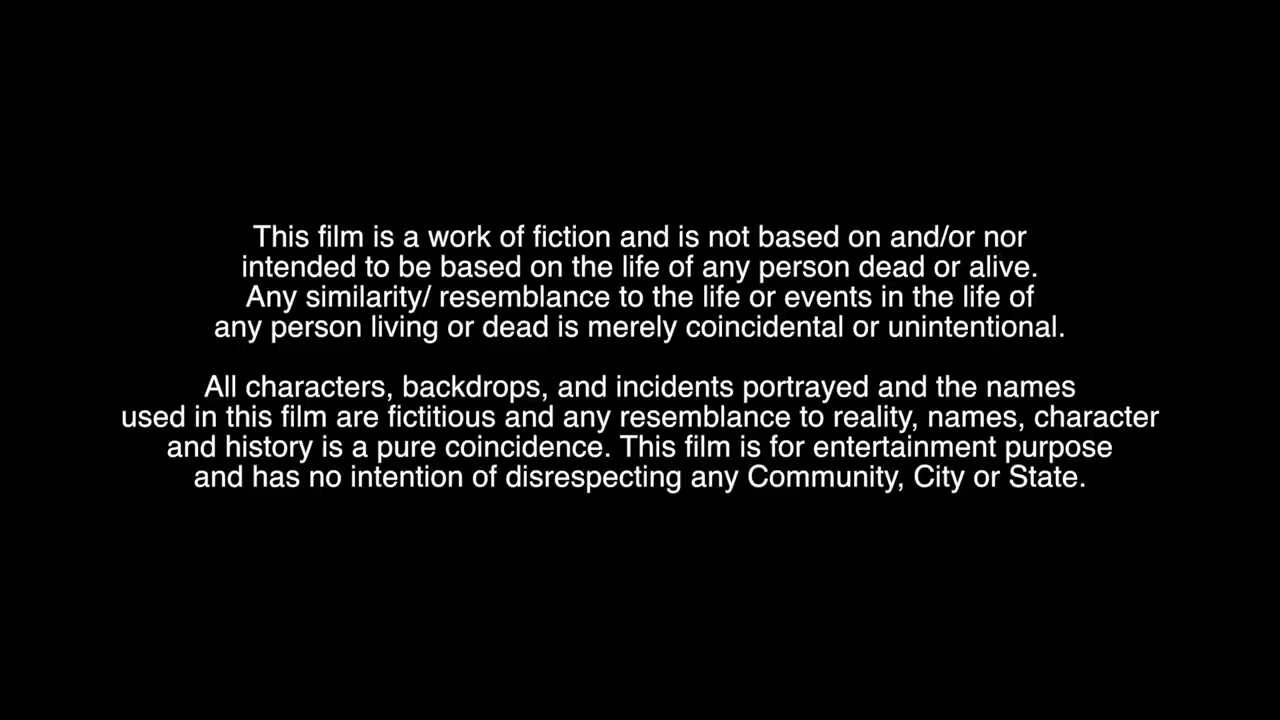 This film is a work of fiction and is not based on and/or nor
intended to be based on the life of any person dead or alive.
Any similarity/ resemblance to the life or events in the life of
any person living or dead is merely coincidental or unintentional.
All characters, backdrops, and incidents portrayed and the names
used in this film are fictitious and any resemblance to reality, names, character
and history is a pure coincidence. This film is for entertainment purpose
and has no intention of disrespecting any Community, City or State.